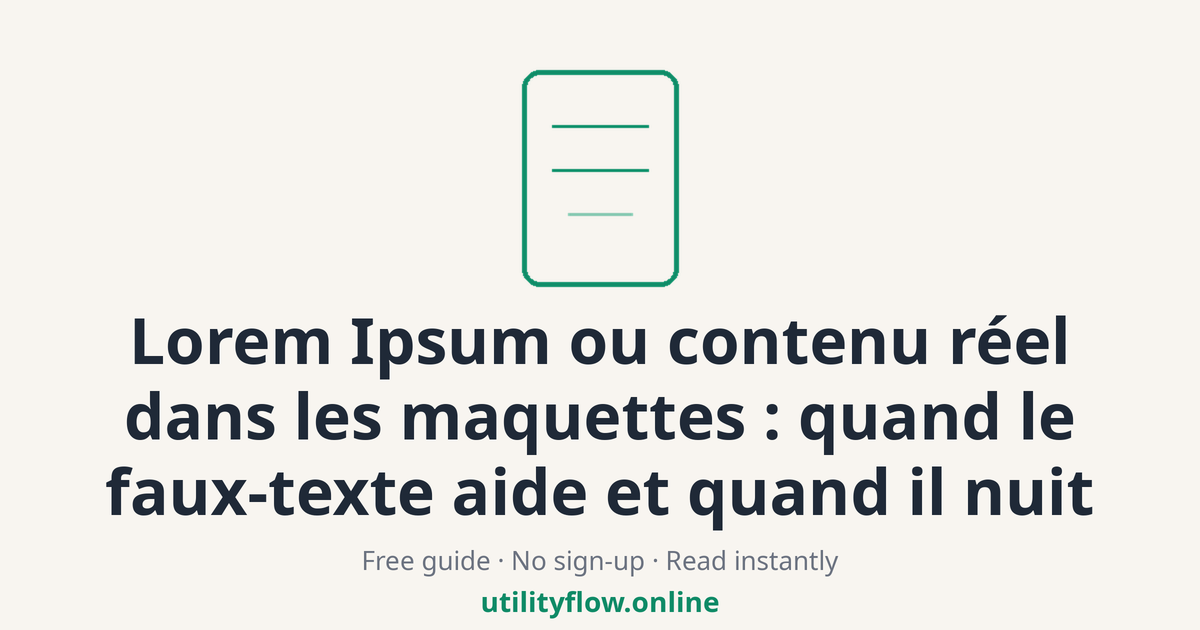 Lorem Ipsum ou contenu réel
dans les maquettes : quand le
faux-texte aide et quand il nuit
Free guide · No sign-up · Read instantly
utilityflow.online